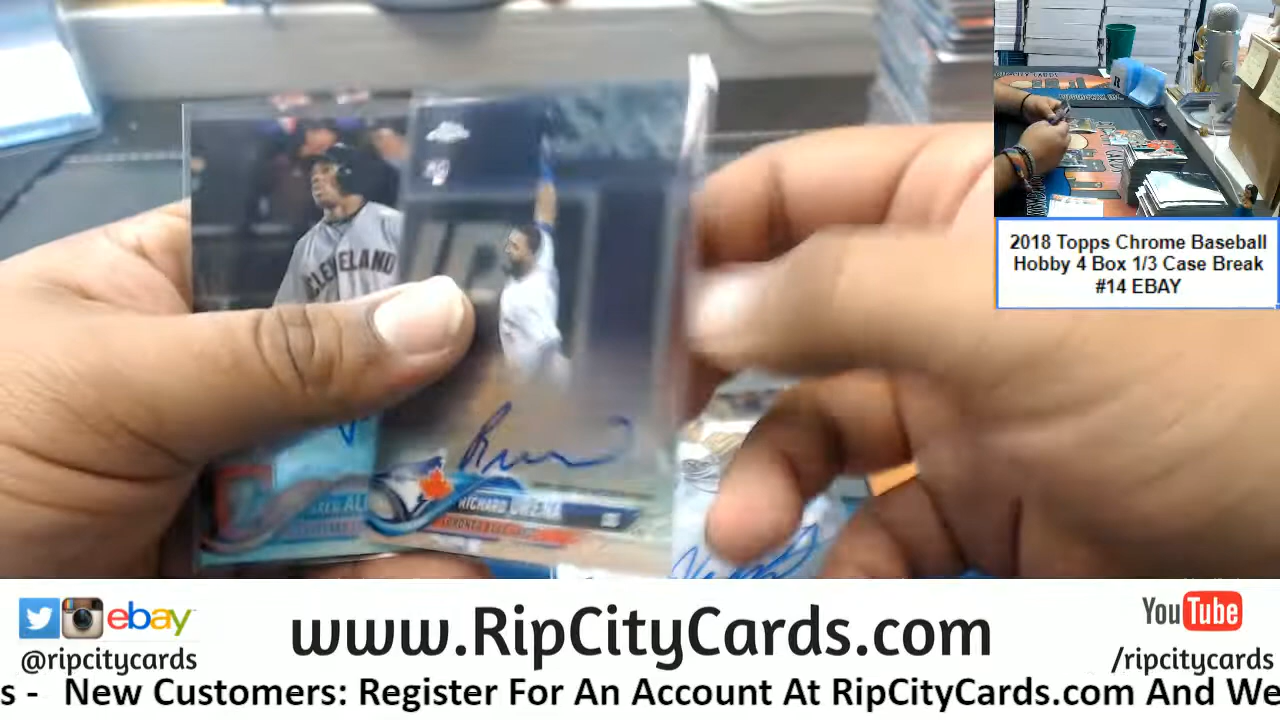 CLEVELAND
RICHARD UREÑA
2018 Topps Chrome Baseball
Hobby 4 Box 1/3 Case Break
#14 EBAY
ebay
@ripcitycards
www.RipCityCards.com
YouTube
/ripcitycards
s - New Customers: Register For An Account At RipCityCards.com And We